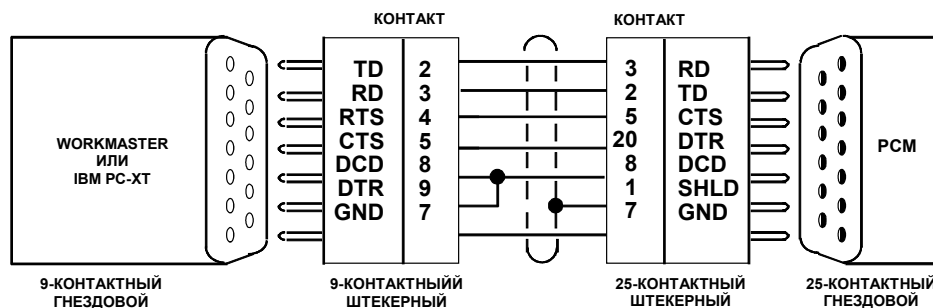 КОНТАКТ КОНТАКТ
TD 2 3 RD
RD 3 2 TD
RTS 4 5 CTS
CTS 5 20 DTR
DCD 8 8 DCD
DTR 9 1 SHLD
GND 7 7 GND
WORKMASTER
ИЛИ
IBM PC-XT
PCM
9-КОНТАКТНЫЙ
ГНЕЗДОВОЙ
9-КОНТАКТНЫЙЙ
ШТЕКЕРНЫЙ
25-КОНТАКТНЫЙ
ШТЕКЕРНЫЙ
25-КОНТАКТНЫЙ
ГНЕЗДОВОЙ